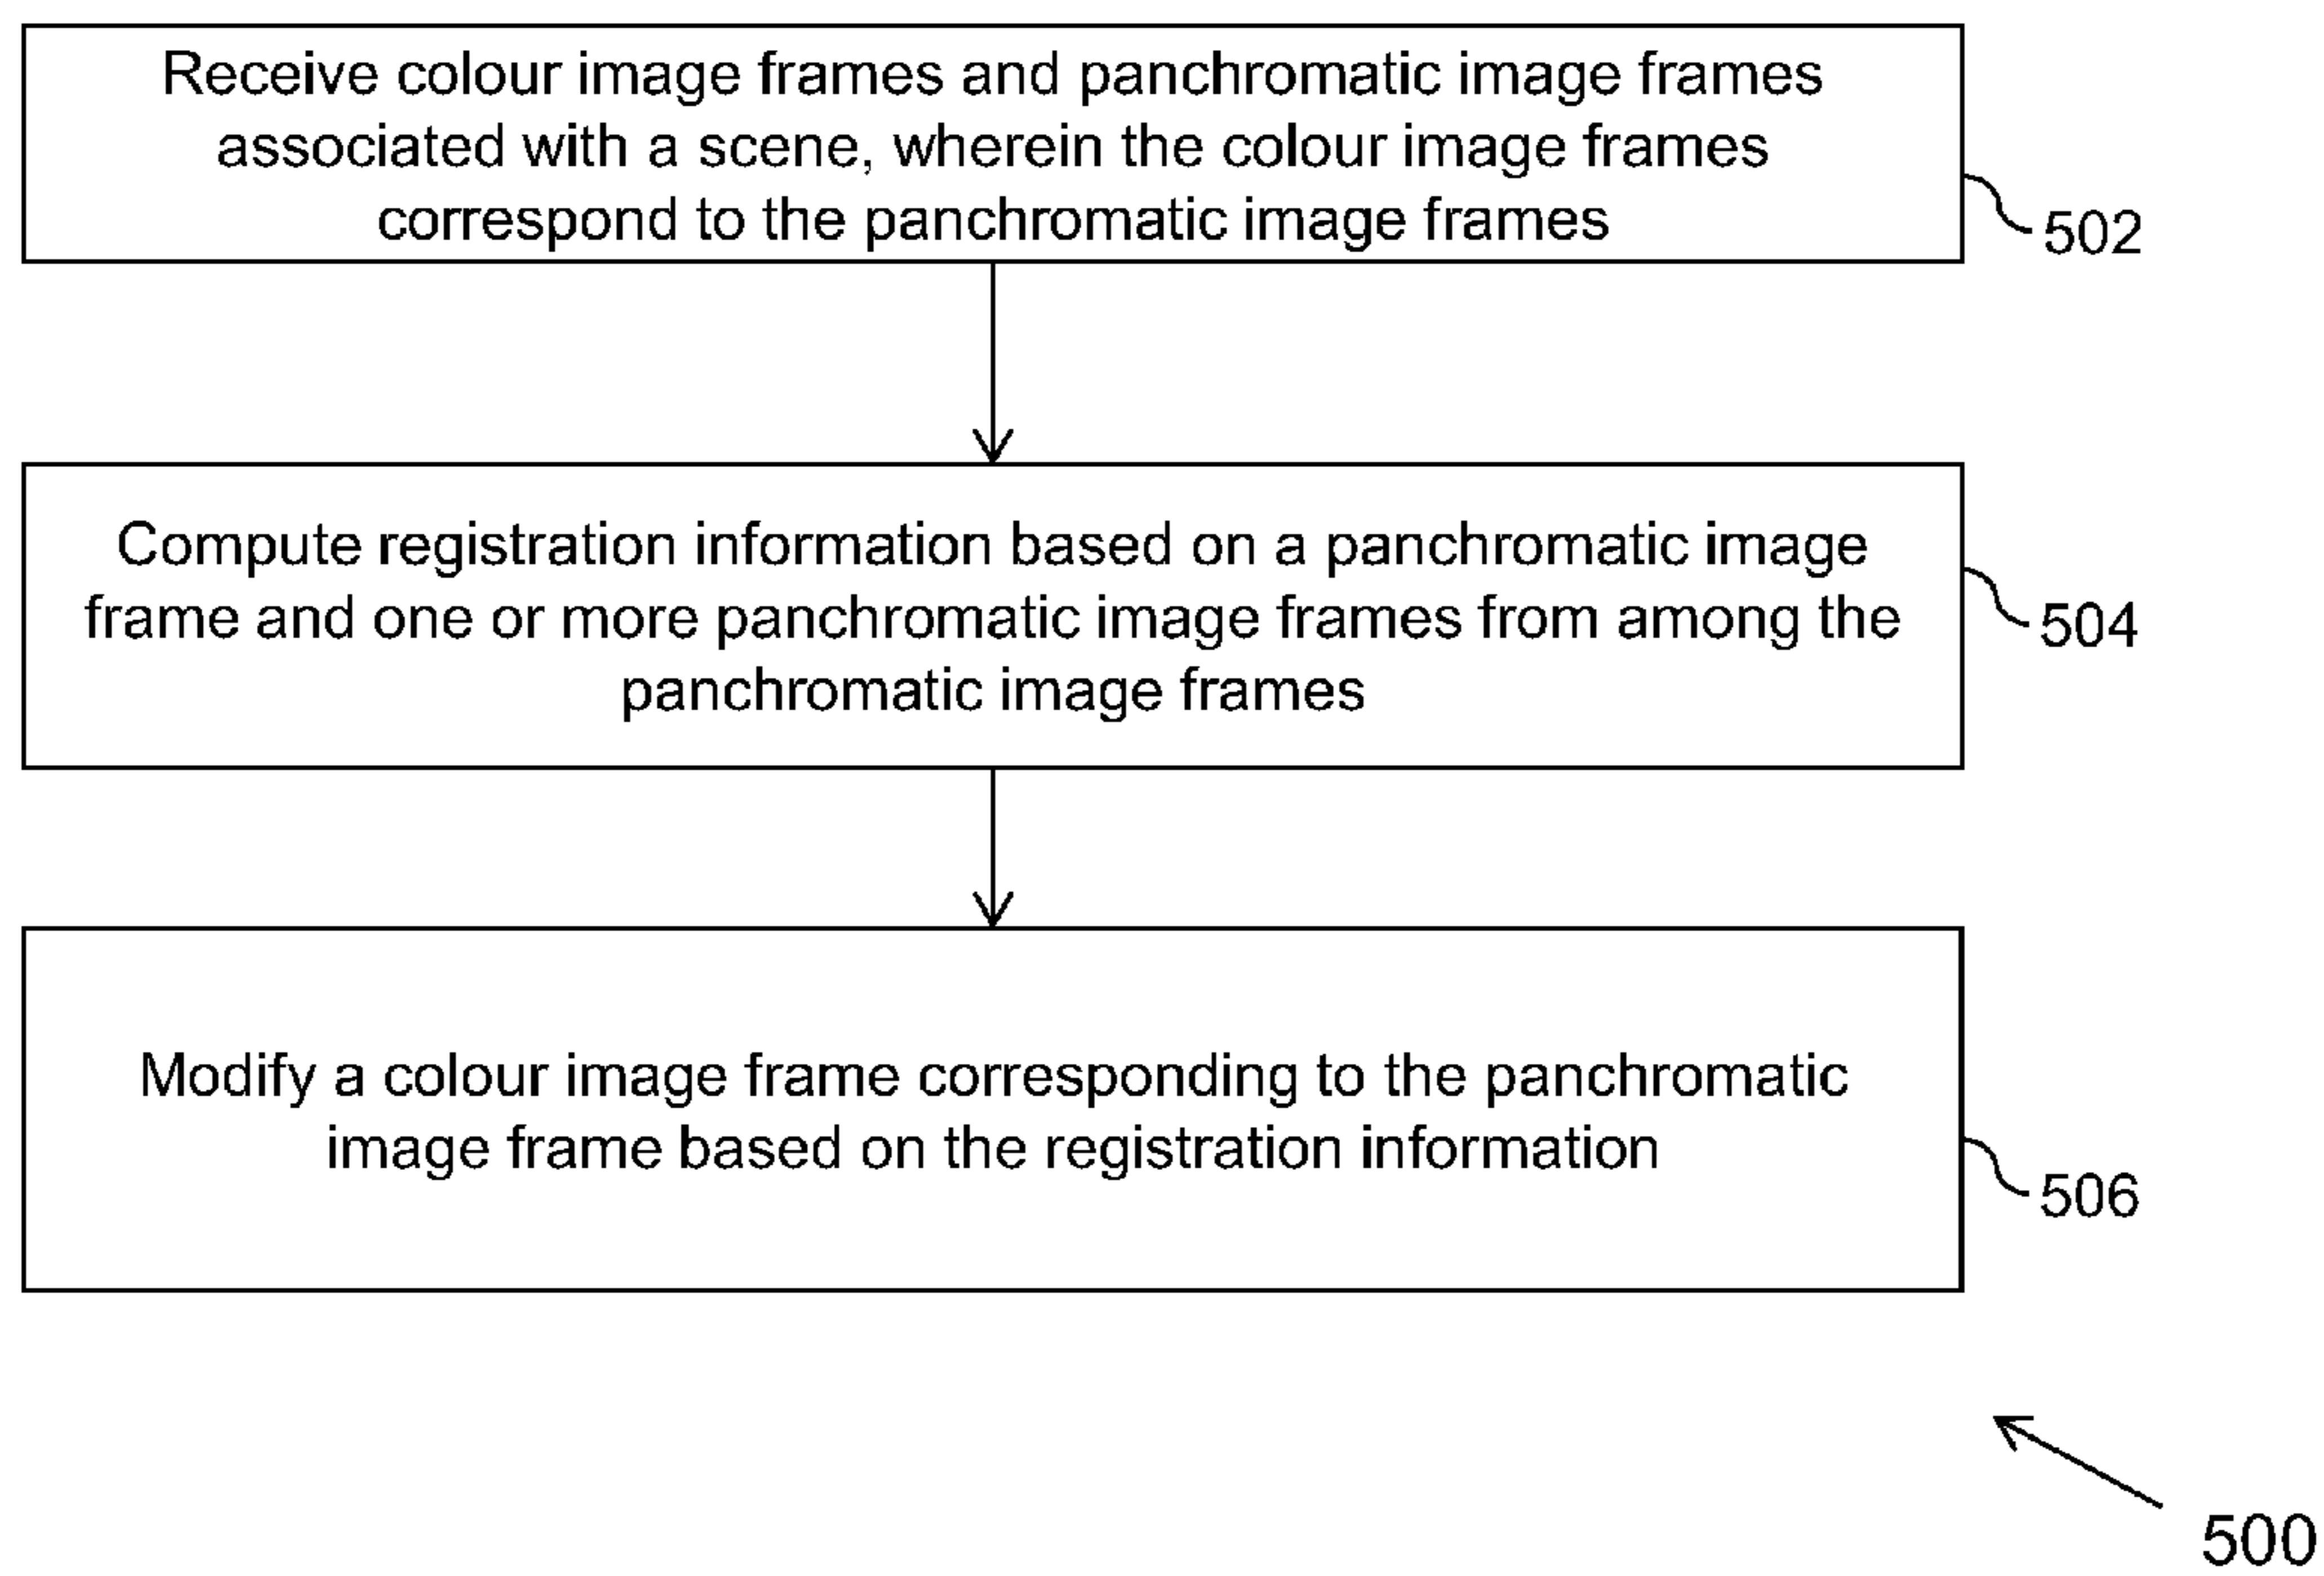 Receive colour image frames and panchromatic image frames
associated with a scene, wherein the colour image frames
correspond to the panchromatic image frames
502
Compute registration information based on a panchromatic image
frame and one or more panchromatic image frames from among the
panchromatic image frames
504
Modify a colour image frame corresponding to the panchromatic
image frame based on the registration information
506
500